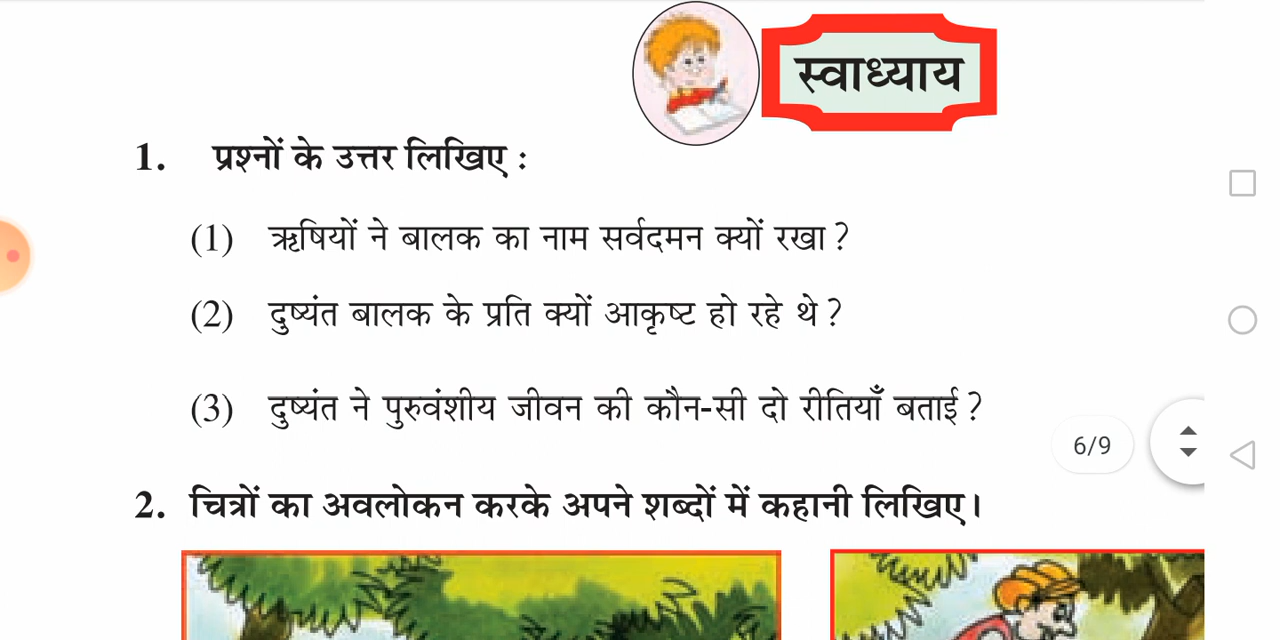 स्वाध्याय
1. प्रश्नों के उत्तर लिखिए :
(1) ऋषियों ने बालक का नाम सर्वदमन क्यों रखा ?
(2) दुष्यंत बालक के प्रति क्यों आकृष्ट हो रहे थे ?
(3) दुष्यंत ने पुरुवंशीय जीवन की कौन-सी दो रीतियाँ बताई ?
6/9
2. चित्रों का अवलोकन करके अपने शब्दों में कहानी लिखिए।